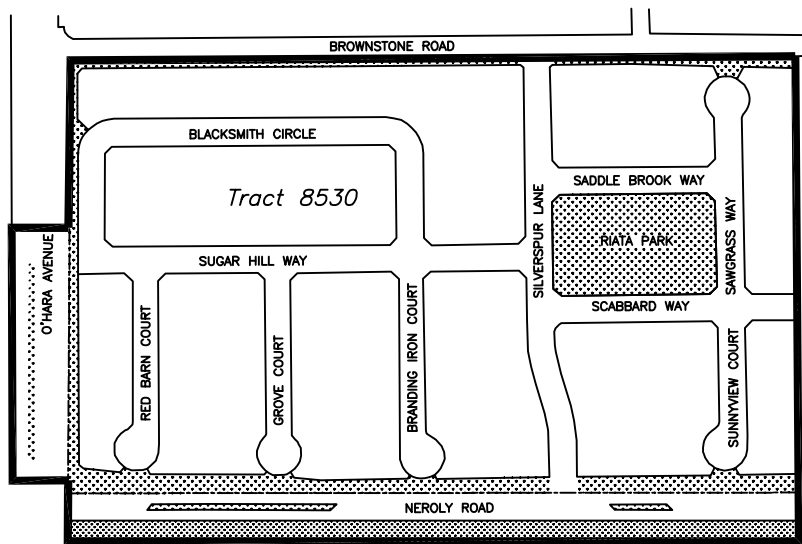 BROWNSTONE ROAD
BLACKSMITH CIRCLE
Tract 8530
SADDLE BROOK WAY
SILVERSPUR LANE
RIATA PARK
SAWGRASS WAY
O'HARA AVENUE
SUGAR HILL WAY
SCABBARD WAY
RED BARN COURT
GROVE COURT
BRANDING IRON COURT
SUNNYVIEW COURT
NEROLY ROAD